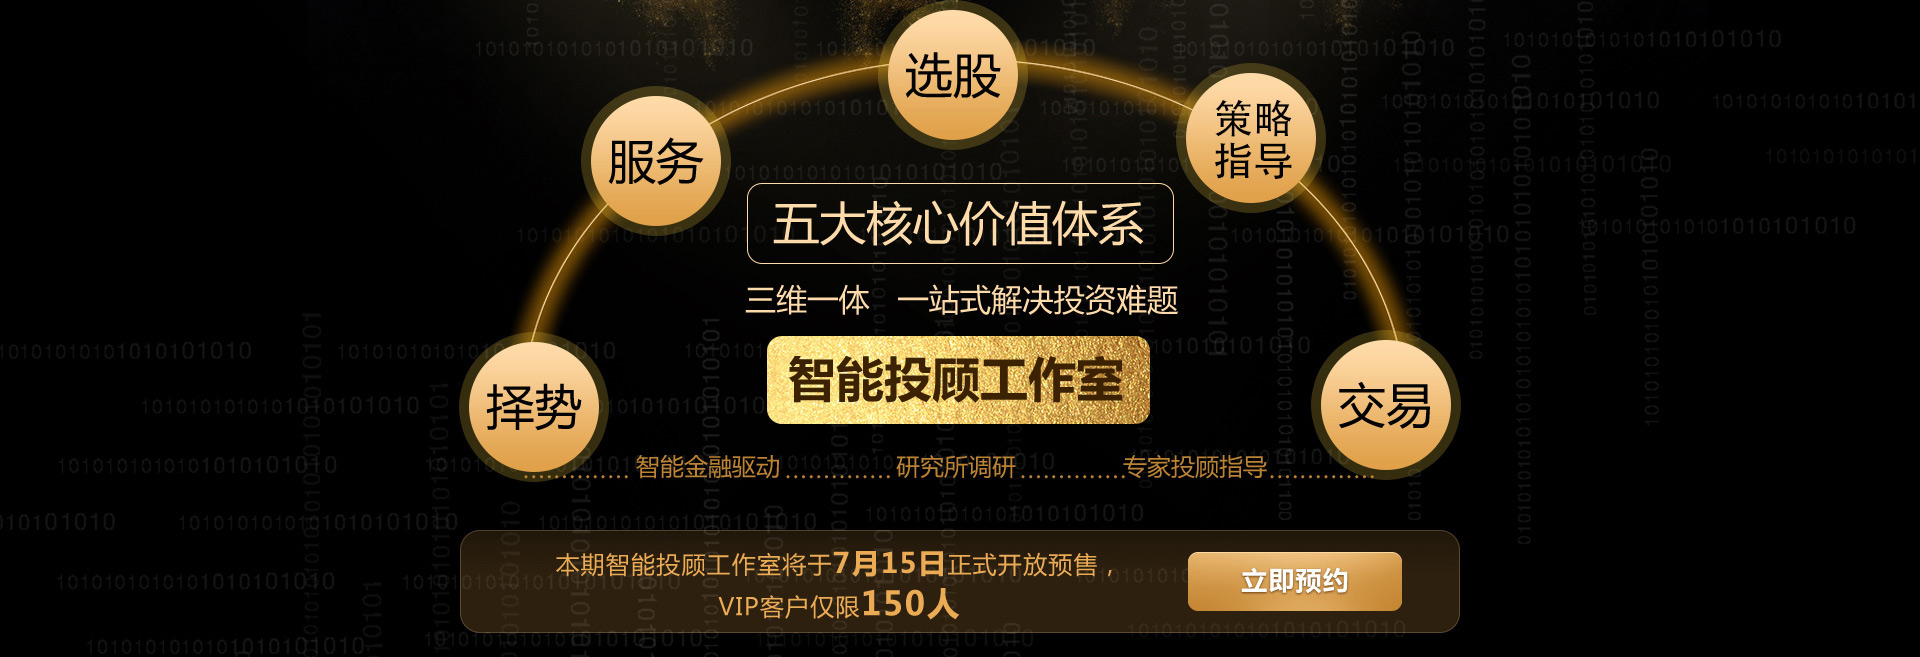 选股
服务
策略
指导
五大核心价值体系
三维一体 一站式解决投资难题
智能投顾工作室
择势
交易
智能金融驱动
研究所调研
专家投顾指导
本期智能投顾工作室将于7月15日正式开放预售，
VIP客户仅限150人
立即预约